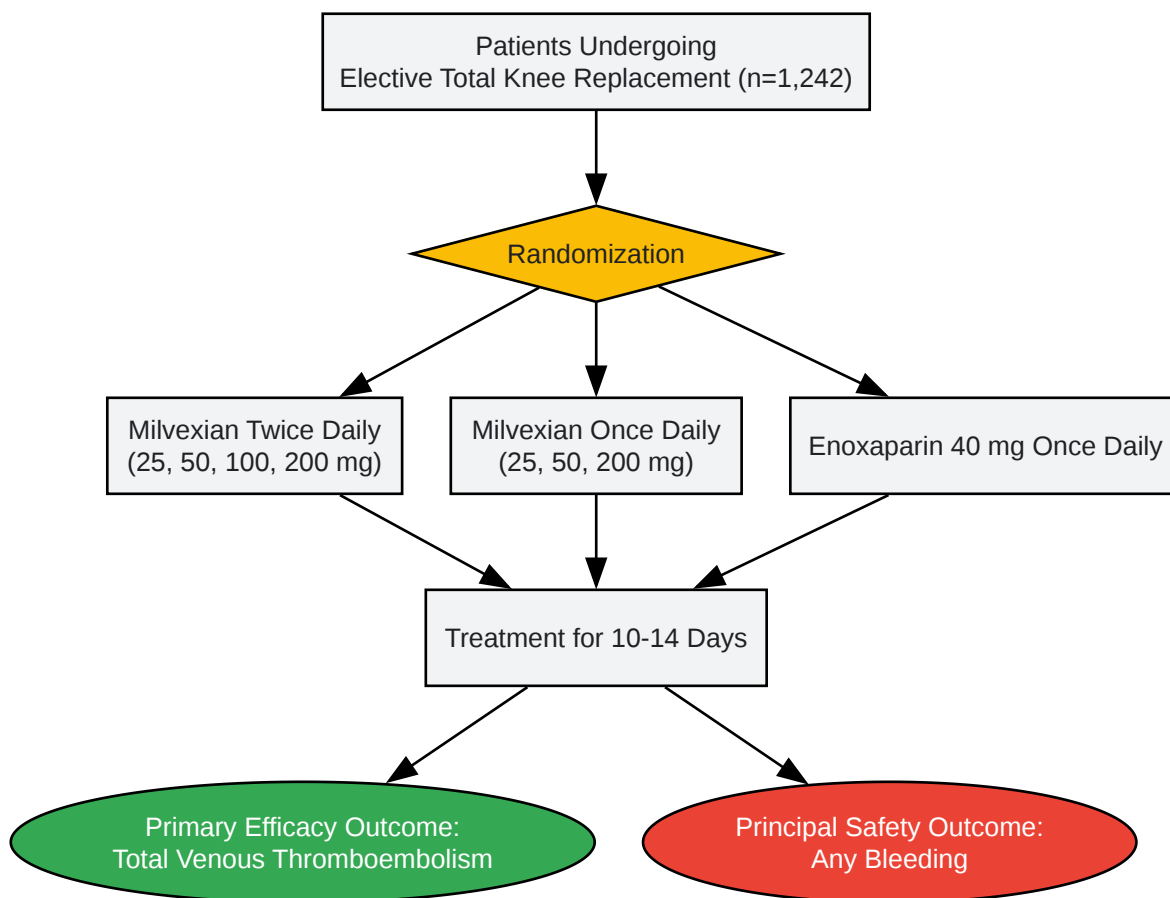 Patients Undergoing
Elective Total Knee Replacement (n=1,242)
Randomization
Milvexian Twice Daily
(25, 50, 100, 200 mg)
Milvexian Once Daily
(25, 50, 200 mg)
Enoxaparin 40 mg Once Daily
Treatment for 10-14 Days
Primary Efficacy Outcome:
Total Venous Thromboembolism
Principal Safety Outcome:
Any Bleeding